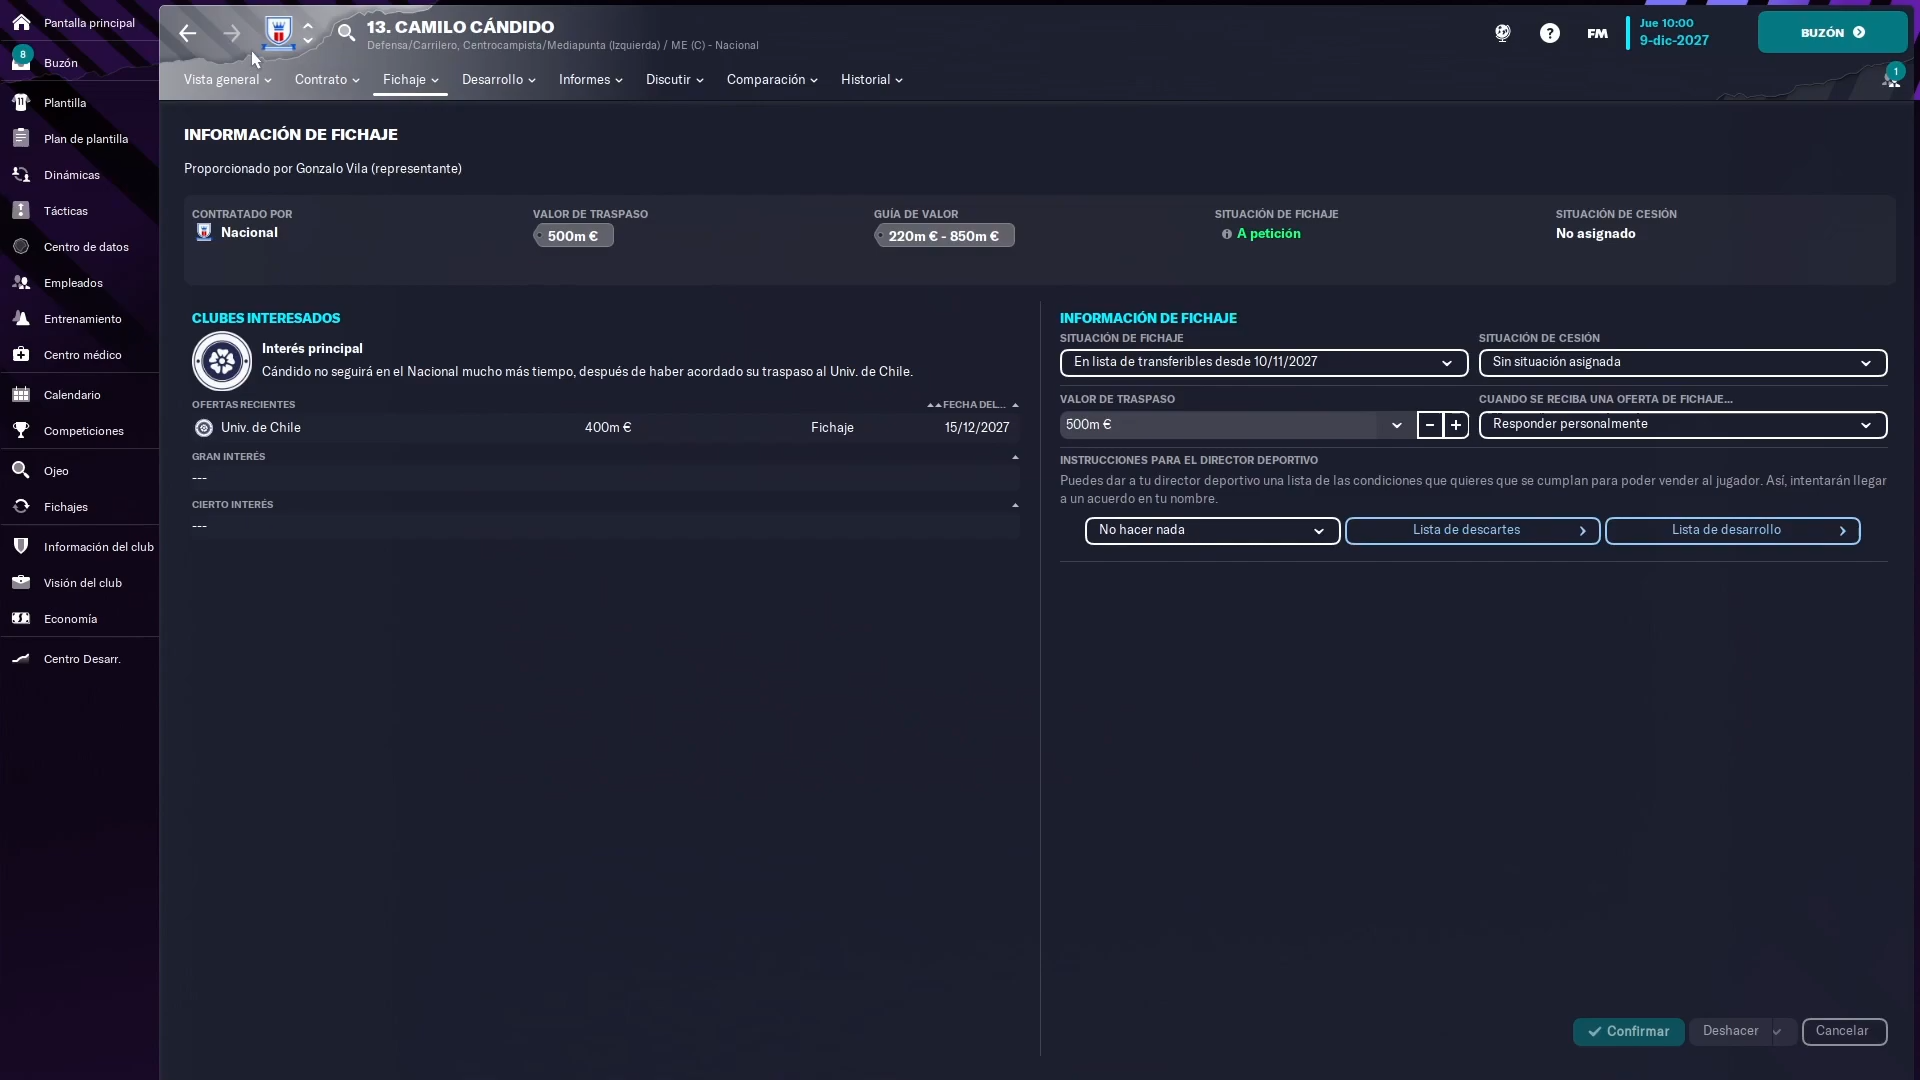 Pantalla principal
8
Buzón
Plantilla
Plan de plantilla
Dinámicas
Tácticas
Centro de datos
Empleados
Entrenamiento
Centro médico
Calendario
Competiciones
Ojeo
Fichajes
Información del club
Visión del club
Economía
Centro Desarr.
13. CAMILO CÁNDIDO
Defensa/Carrilero, Centrocampista/Mediapunta (Izquierda) / ME (C) - Nacional
?
FM
Jue 10:00
9-dic-2027
BUZÓN
1
Vista general
Contrato
Fichaje
Desarrollo
Informes
Discutir
Comparación
Historial
INFORMACIÓN DE FICHAJE
Proporcionado por Gonzalo Vila (representante)
CONTRATADO POR
Nacional
VALOR DE TRASPASO
500m €
GUÍA DE VALOR
220m € - 850m €
SITUACIÓN DE FICHAJE
A petición
SITUACIÓN DE CESIÓN
No asignado
CLUBES INTERESADOS
Interés principal
Cándido no seguirá en el Nacional mucho más tiempo, después de haber acordado su traspaso al Univ. de Chile.
OFERTAS RECIENTES
FECHA DEL...
Univ. de Chile
400m €
Fichaje
15/12/2027
GRAN INTERÉS
---
CIERTO INTERÉS
---
INFORMACIÓN DE FICHAJE
SITUACIÓN DE FICHAJE
En lista de transferibles desde 10/11/2027
SITUACIÓN DE CESIÓN
Sin situación asignada
VALOR DE TRASPASO
500m €
- +
CUANDO SE RECIBA UNA OFERTA DE FICHAJE...
Responder personalmente
INSTRUCCIONES PARA EL DIRECTOR DEPORTIVO
Puedes dar a tu director deportivo una lista de las condiciones que quieres que se cumplan para poder vender al jugador. Así, intentarán llegar
a un acuerdo en tu nombre.
No hacer nada
Lista de descartes
Lista de desarrollo
Confirmar
Deshacer
Cancelar